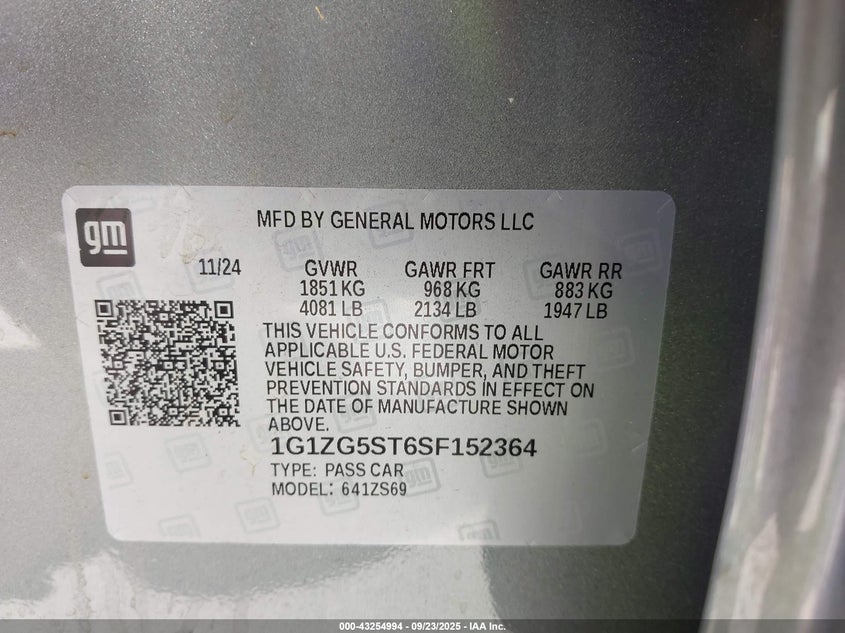 gm
MFD BY GENERAL MOTORS LLC
11/24 GVWR GAWR FRT GAWR RR
1851 KG 968 KG 883 KG
4081 LB 2134 LB 1947 LB
THIS VEHICLE CONFORMS TO ALL
APPLICABLE U.S. FEDERAL MOTOR
VEHICLE SAFETY, BUMPER, AND THEFT
PREVENTION STANDARDS IN EFFECT ON
THE DATE OF MANUFACTURE SHOWN
ABOVE.
1G1ZG5ST6SF152364
TYPE: PASS CAR
MODEL: 641ZS69
000-43254994 - 09/23/2025 - IAA Inc.